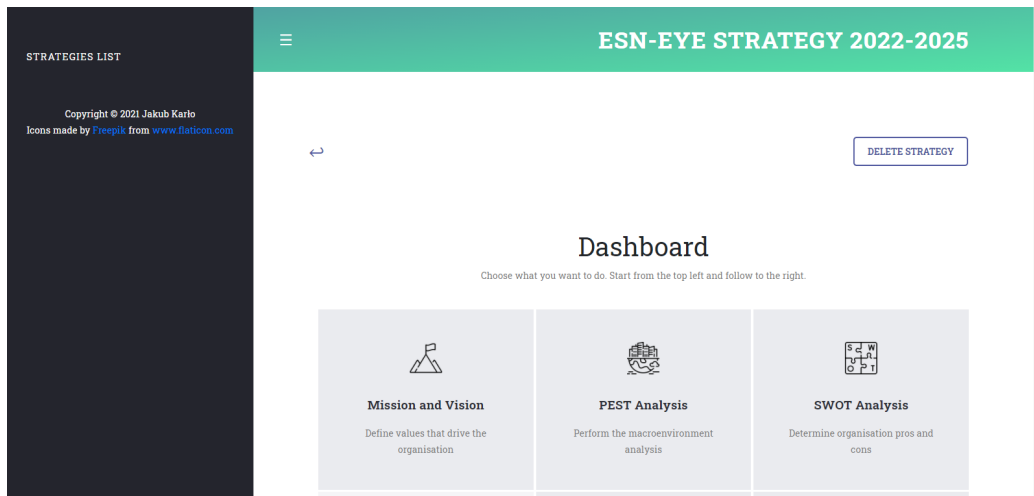 STRATEGIES LIST
Copyright © 2021 Jakub Karło
Icons made by Freepik from www.flaticon.com
ESN-EYE STRATEGY 2022-2025
DELETE STRATEGY
Dashboard
Choose what you want to do. Start from the top left and follow to the right.
Mission and Vision
Define values that drive the
organisation
PEST Analysis
Perform the macroenvironment
analysis
S W
O T
SWOT Analysis
Determine organisation pros and
cons